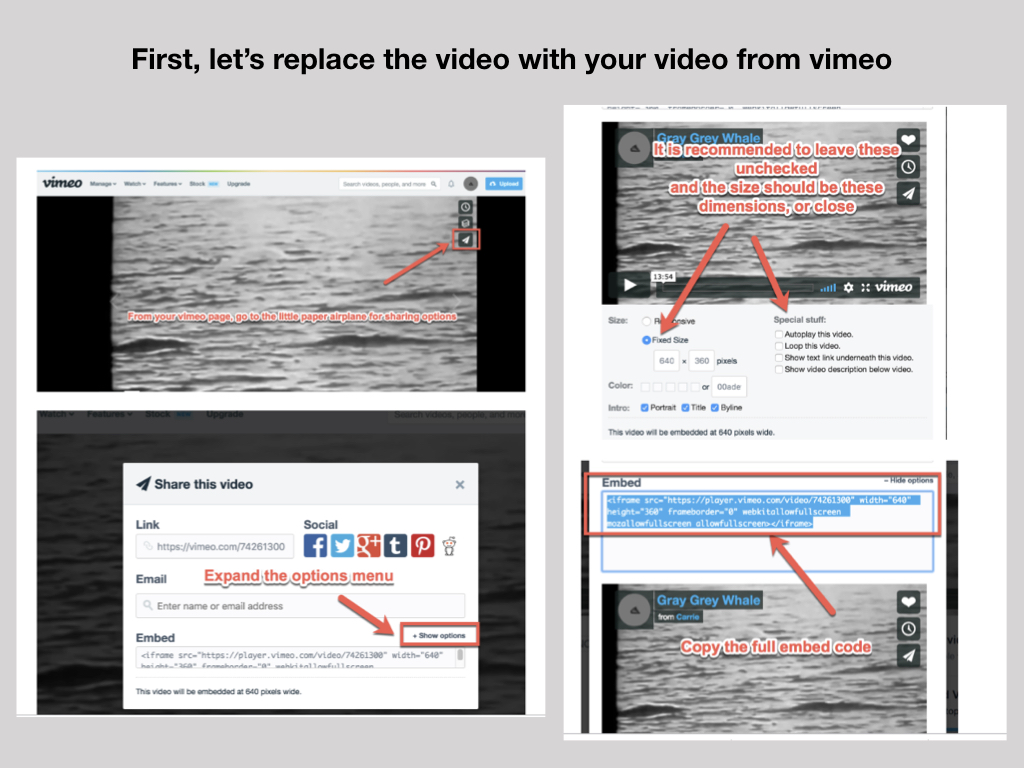 First, let's replace the video with your video from vimeo
vimeo Manage Watch Features Stock NEW Upgrade Search videos, people, and more Upload
From your vimeo page, go to the little paper airplane for sharing options
Watch Features Stock Upgrade Search videos, people, and more
Share this video
Link Social
https://vimeo.com/74261300
Email
Expand the options menu
Enter name or email address
Embed + Show options
<iframe src="https://player.vimeo.com/video/74261300" width="640"
height="360" frameborder="0" webkitallowfullscreen
This video will be embedded at 640 pixels wide.
Gray Grey Whale
It is recommended to leave these
unchecked
and the size should be these
dimensions, or close
13:54
vimeo
Size: Responsive
Fixed Size
640 × 360 pixels
Color: or 00ade
Intro: Portrait Title Byline
Special stuff:
Autoplay this video.
Loop this video.
Show text link underneath this video.
Show video description below video.
This video will be embedded at 640 pixels wide.
Embed – Hide options
<iframe src="https://player.vimeo.com/video/74261300" width="640"
height="360" frameborder="0" webkitallowfullscreen
mozallowfullscreen allowfullscreen></iframe>
Gray Grey Whale
from Carrie
Copy the full embed code